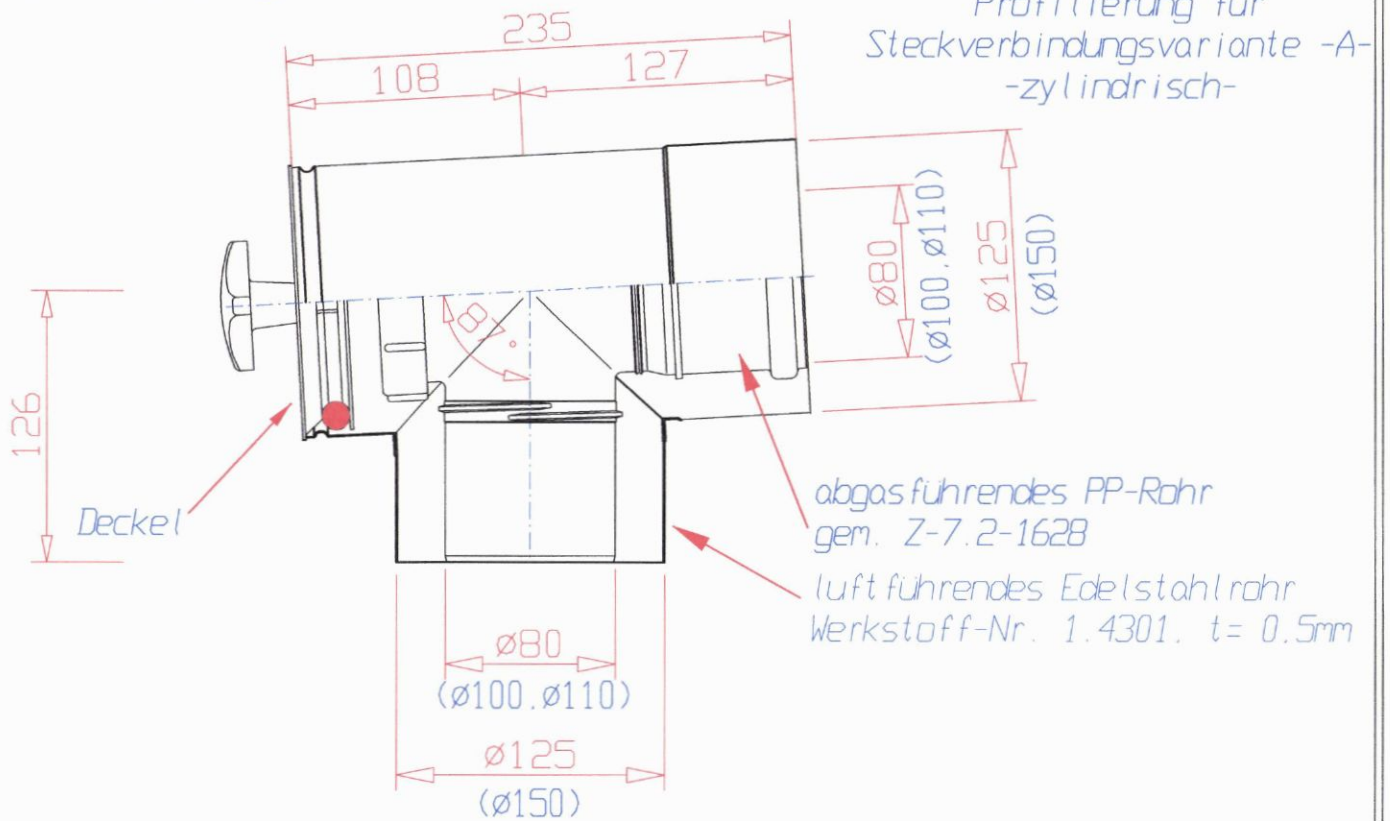 Profilierung für
Steckverbindungsvariante -A-
-zylindrisch-
235
108
127
ø80
(ø100.ø110)
ø125
(ø150)
87°
126
Deckel
abgasführendes PP-Rohr
gem. Z-7.2-1628
luftführendes Edelstahlrohr
Werkstoff-Nr. 1.4301. t= 0.5mm
ø80
(ø100.ø110)
ø125
(ø150)